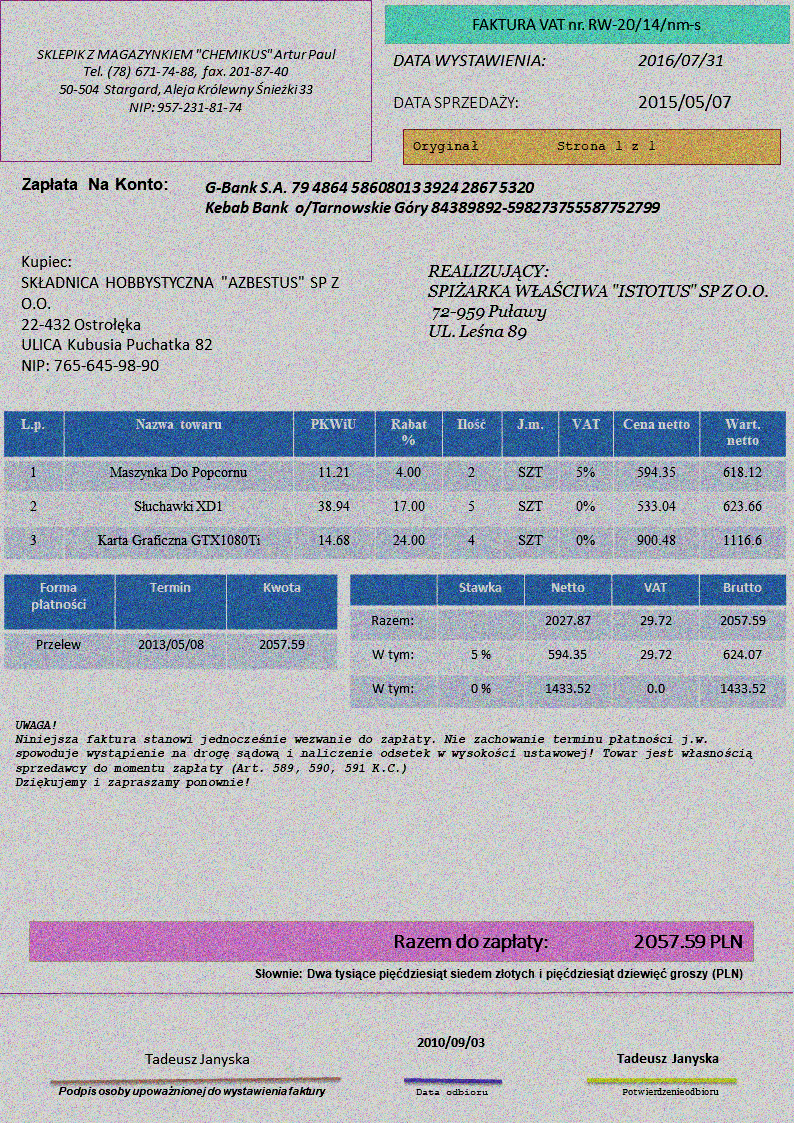 SKLEPIK Z MAGAZYNKIEM "CHEMIKUS" Artur Paul
Tel. (78) 671-74-88, fax. 201-87-40
50-504 Stargard, Aleja Królewny Śnieżki 33
NIP: 957-231-81-74
FAKTURA VAT nr. RW-20/14/nm-s
DATA WYSTAWIENIA: 2016/07/31
DATA SPRZEDAŻY: 2015/05/07
Oryginał Strona 1 z 1
Zapłata Na Konto: G-Bank S.A. 79 4864 58608013 3924 2867 5320
Kebab Bank o/Tarnowskie Góry 84389892-598273755587752799
Kupiec:
SKŁADNICA HOBBYSTYCZNA "AZBESTUS" SP Z
O.O.
22-432 Ostrołęka
ULICA Kubusia Puchatka 82
NIP: 765-645-98-90
REALIZUJĄCY:
SPIŻARKA WŁAŚCIWA "ISTOTUS" SP Z O.O.
72-959 Puławy
UL. Leśna 89
L.p. Nazwa towaru PKWiU Rabat % Ilość J.m. VAT Cena netto Wart. netto
1 Maszynka Do Popcornu 11.21 4.00 2 SZT 5% 594.35 618.12
2 Słuchawki XD1 38.94 17.00 5 SZT 0% 533.04 623.66
3 Karta Graficzna GTX1080Ti 14.68 24.00 4 SZT 0% 900.48 1116.6
Forma płatności Termin Kwota
Przelew 2013/05/08 2057.59
Stawka Netto VAT Brutto
Razem: 2027.87 29.72 2057.59
W tym: 5 % 594.35 29.72 624.07
W tym: 0 % 1433.52 0.0 1433.52
UWAGA!
Niniejsza faktura stanowi jednocześnie wezwanie do zapłaty. Nie zachowanie terminu płatności j.w.
spowoduje wystąpienie na drogę sądową i naliczenie odsetek w wysokości ustawowej! Towar jest własnością
sprzedawcy do momentu zapłaty (Art. 589, 590, 591 K.C.)
Dziękujemy i zapraszamy ponownie!
Razem do zapłaty: 2057.59 PLN
Słownie: Dwa tysiące pięćdziesiąt siedem złotych i pięćdziesiąt dziewięć groszy (PLN)
Tadeusz Janyska
Podpis osoby upoważnionej do wystawienia faktury
2010/09/03
Data odbioru
Tadeusz Janyska
Potwierdzenie odbioru